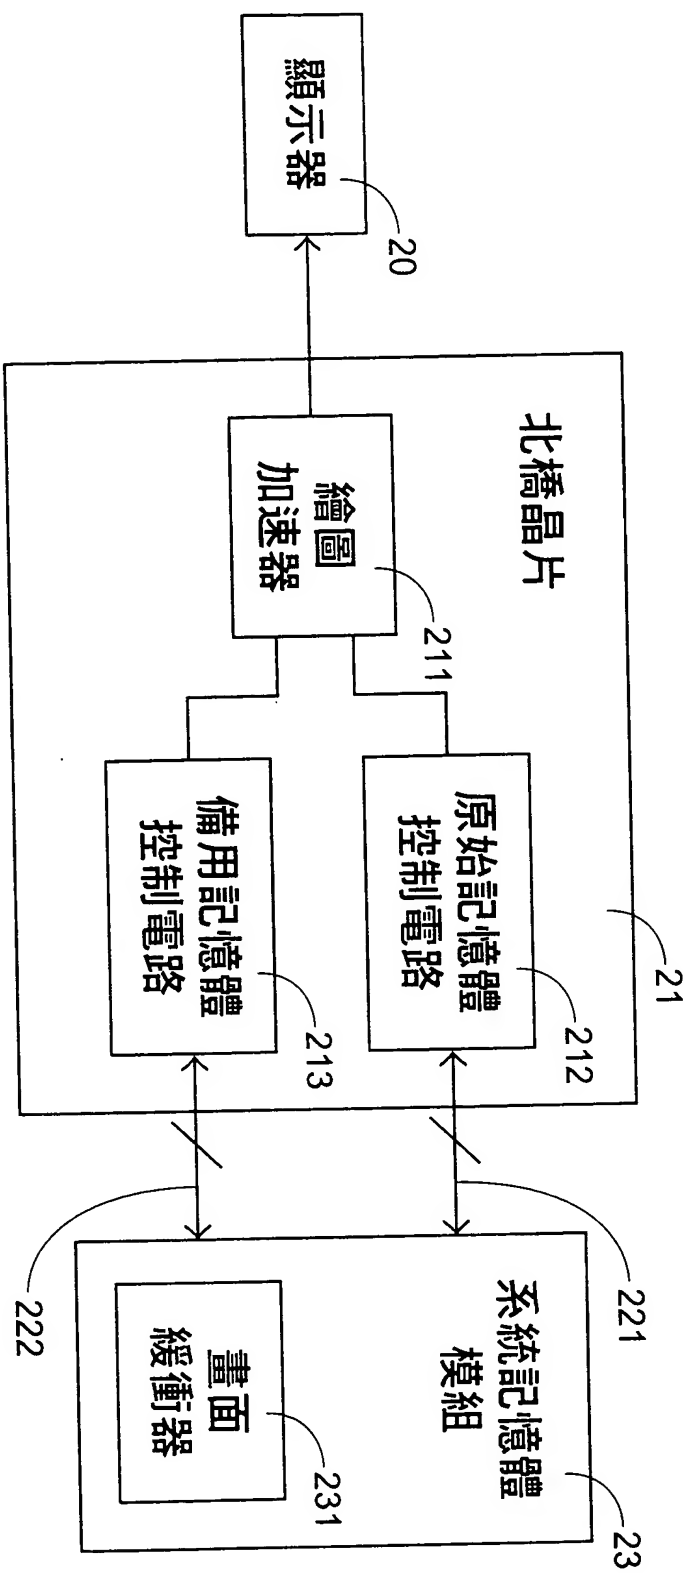 顯示器
20
北橋晶片
21
繪圖
加速器
211
原始記憶體
控制電路
212
備用記憶體
控制電路
213
221
222
系統記憶體
模組
23
畫面
緩衝器
231